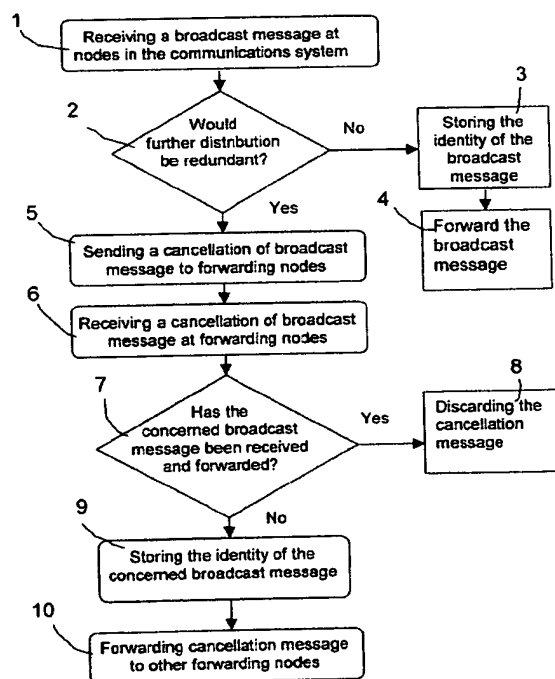 1
Receiving a broadcast message at
nodes in the communications system
2
Would
further distribution
be redundant?
No
3
Storing the
identity of the
broadcast
message
4
Forward the
broadcast
message
Yes
5
Sending a cancellation of broadcast
message to forwarding nodes
6
Receiving a cancellation of broadcast
message at forwarding nodes
7
Has the
concerned broadcast
message been received
and forwarded?
Yes
8
Discarding the
cancellation
message
No
9
Storing the identity of the
concerned broadcast message
10
Forwarding cancellation message
to other forwarding nodes